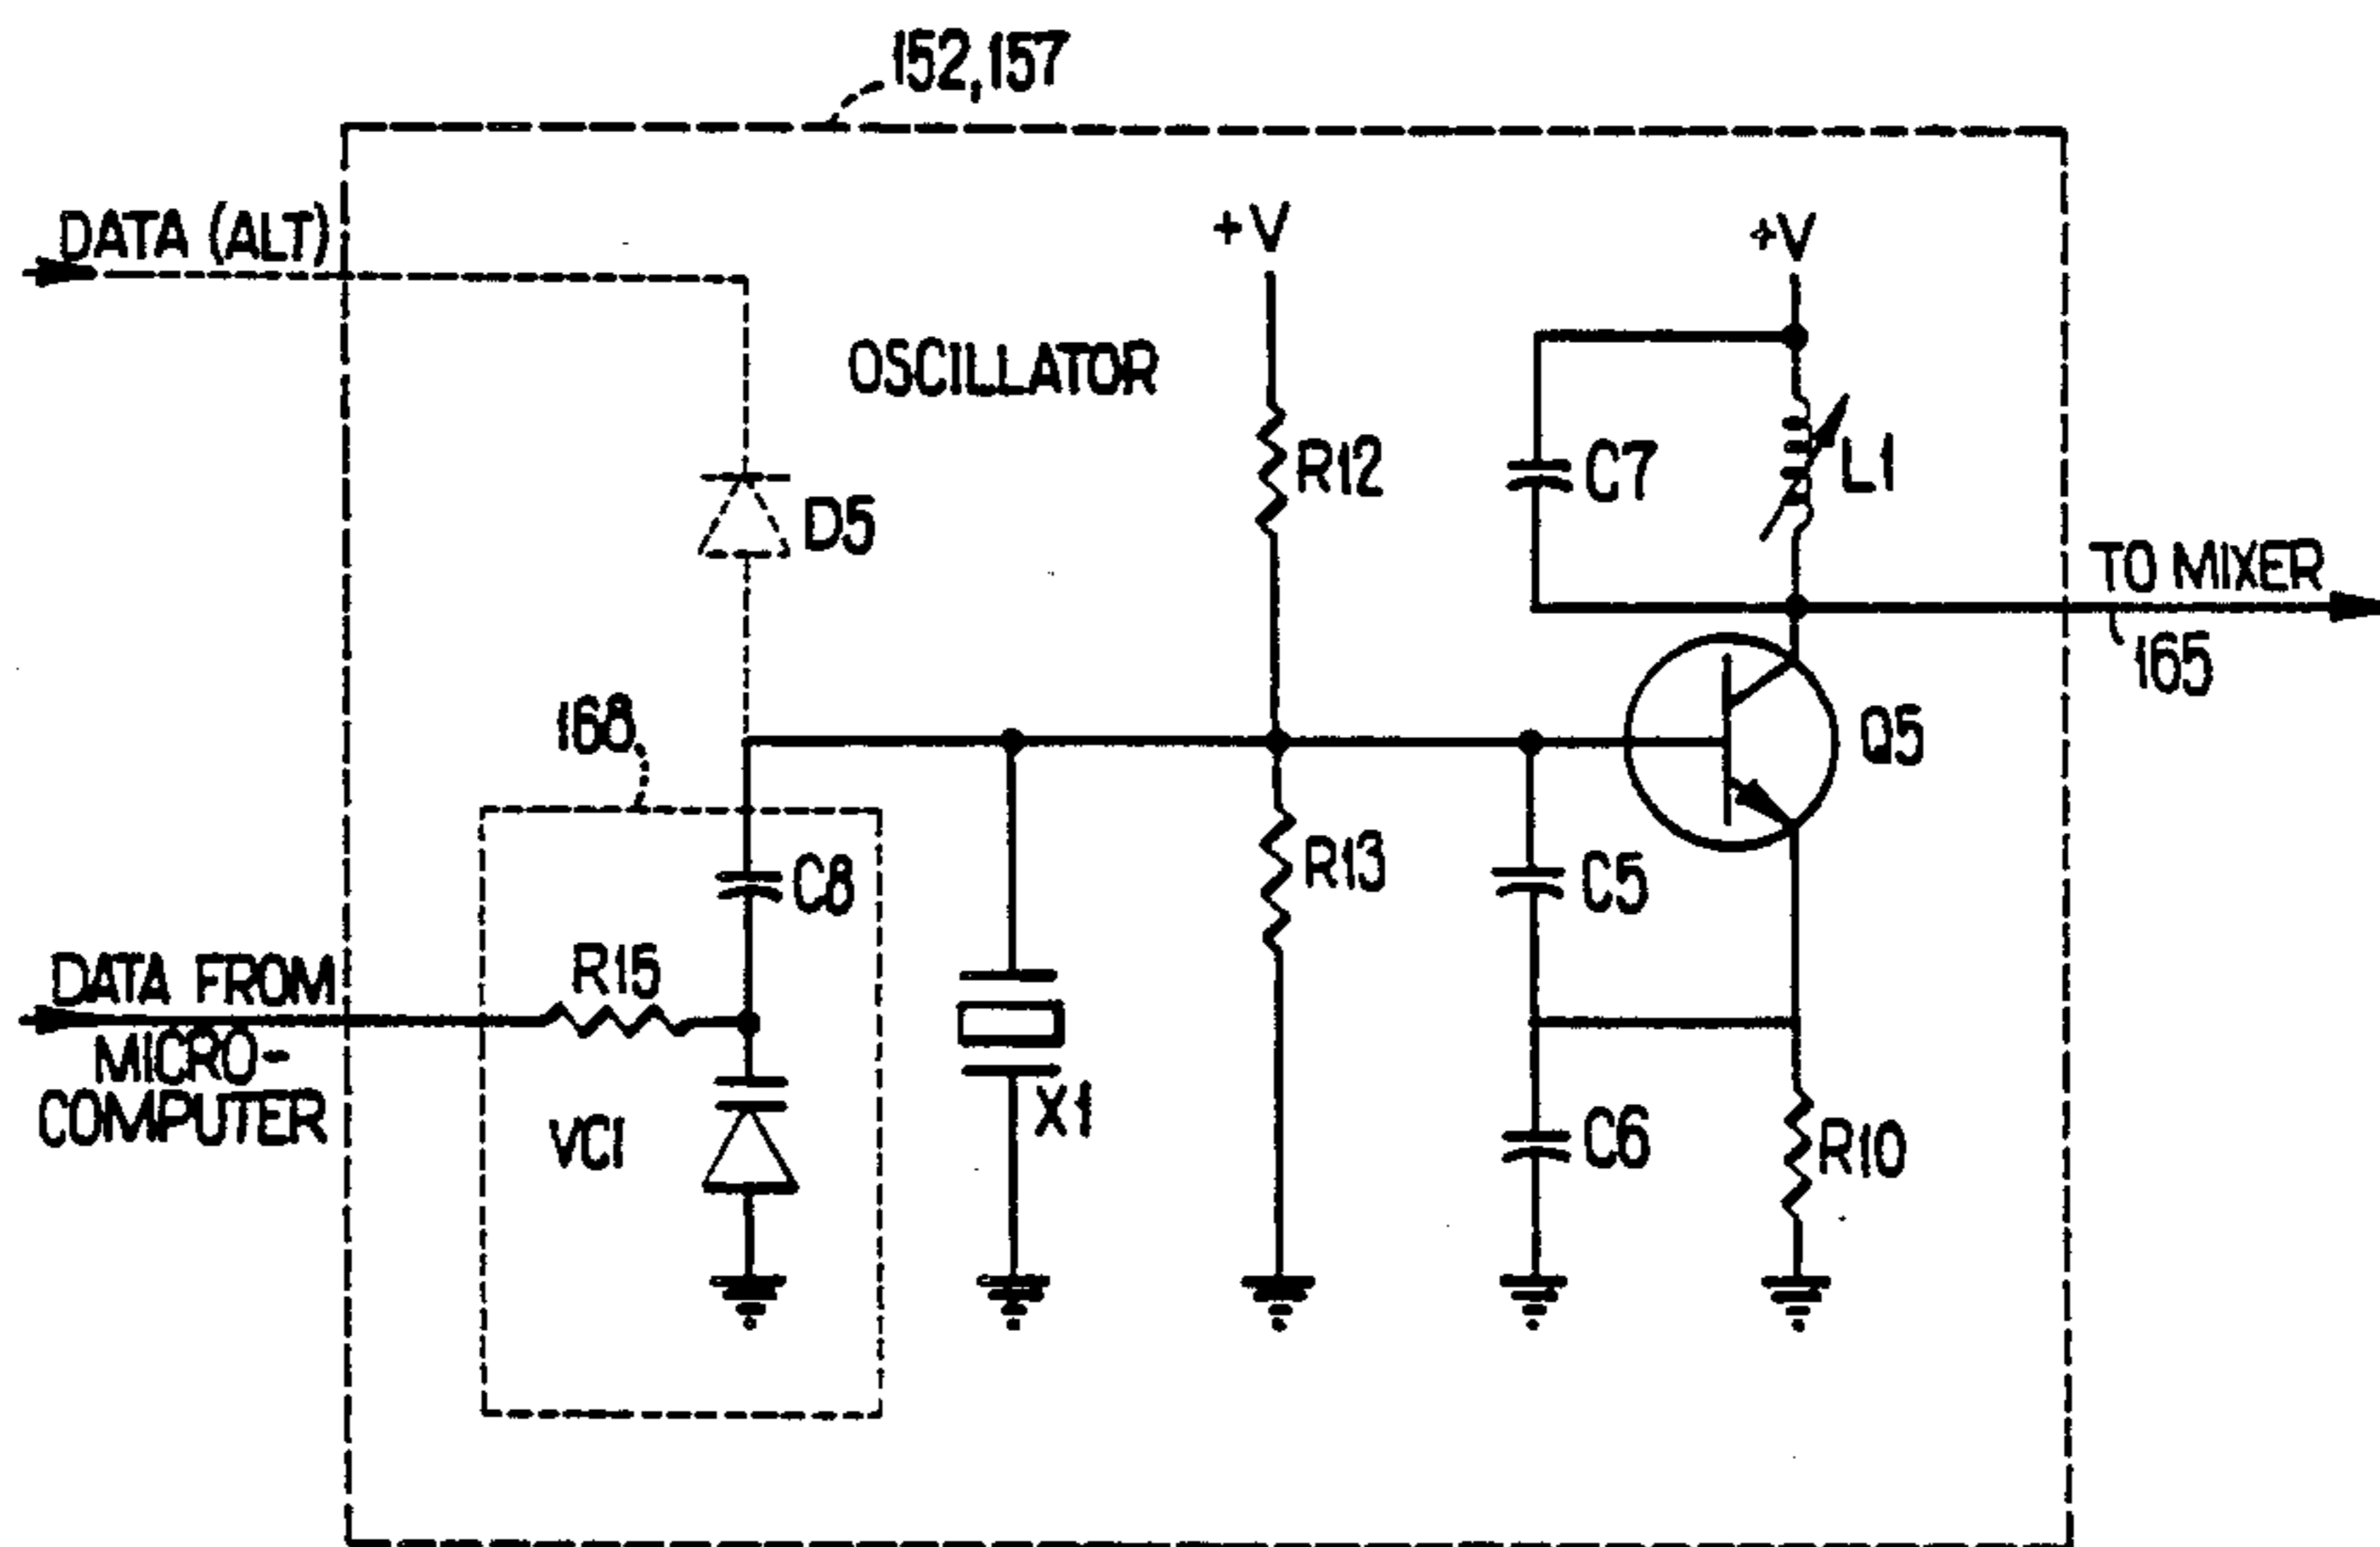 152,157
DATA (ALT)
+V
+V
OSCILLATOR
D5
R12
C7
L1
TO MIXER
165
168
Q5
C8
R13
C5
R15
DATA FROM
MICRO-
COMPUTER
VC1
X1
C6
R10